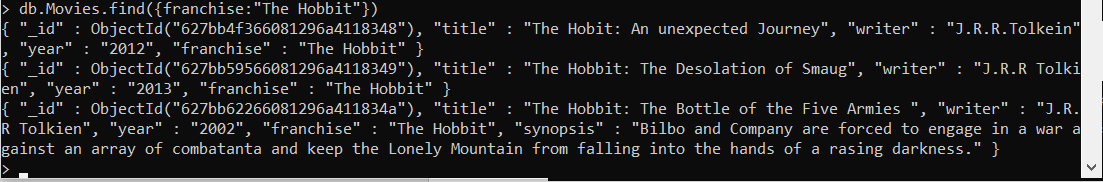 > db.Movies.find({franchise:"The Hobbit"})
{ "_id" : ObjectId("627bb4f366081296a4118348"), "title" : "The Hobit: An unexpected Journey", "writer" : "J.R.R.Tolkein"
, "year" : "2012", "franchise" : "The Hobbit" }
{ "_id" : ObjectId("627bb59566081296a4118349"), "title" : "The Hobbit: The Desolation of Smaug", "writer" : "J.R.R Tolki
en", "year" : "2013", "franchise" : "The Hobbit" }
{ "_id" : ObjectId("627bb62266081296a411834a"), "title" : "The Hobbit: The Bottle of the Five Armies ", "writer" : "J.R.
R Tolkien", "year" : "2002", "franchise" : "The Hobbit", "synopsis" : "Bilbo and Company are forced to engage in a war a
gainst an array of combatanta and keep the Lonely Mountain from falling into the hands of a rasing darkness." }
>